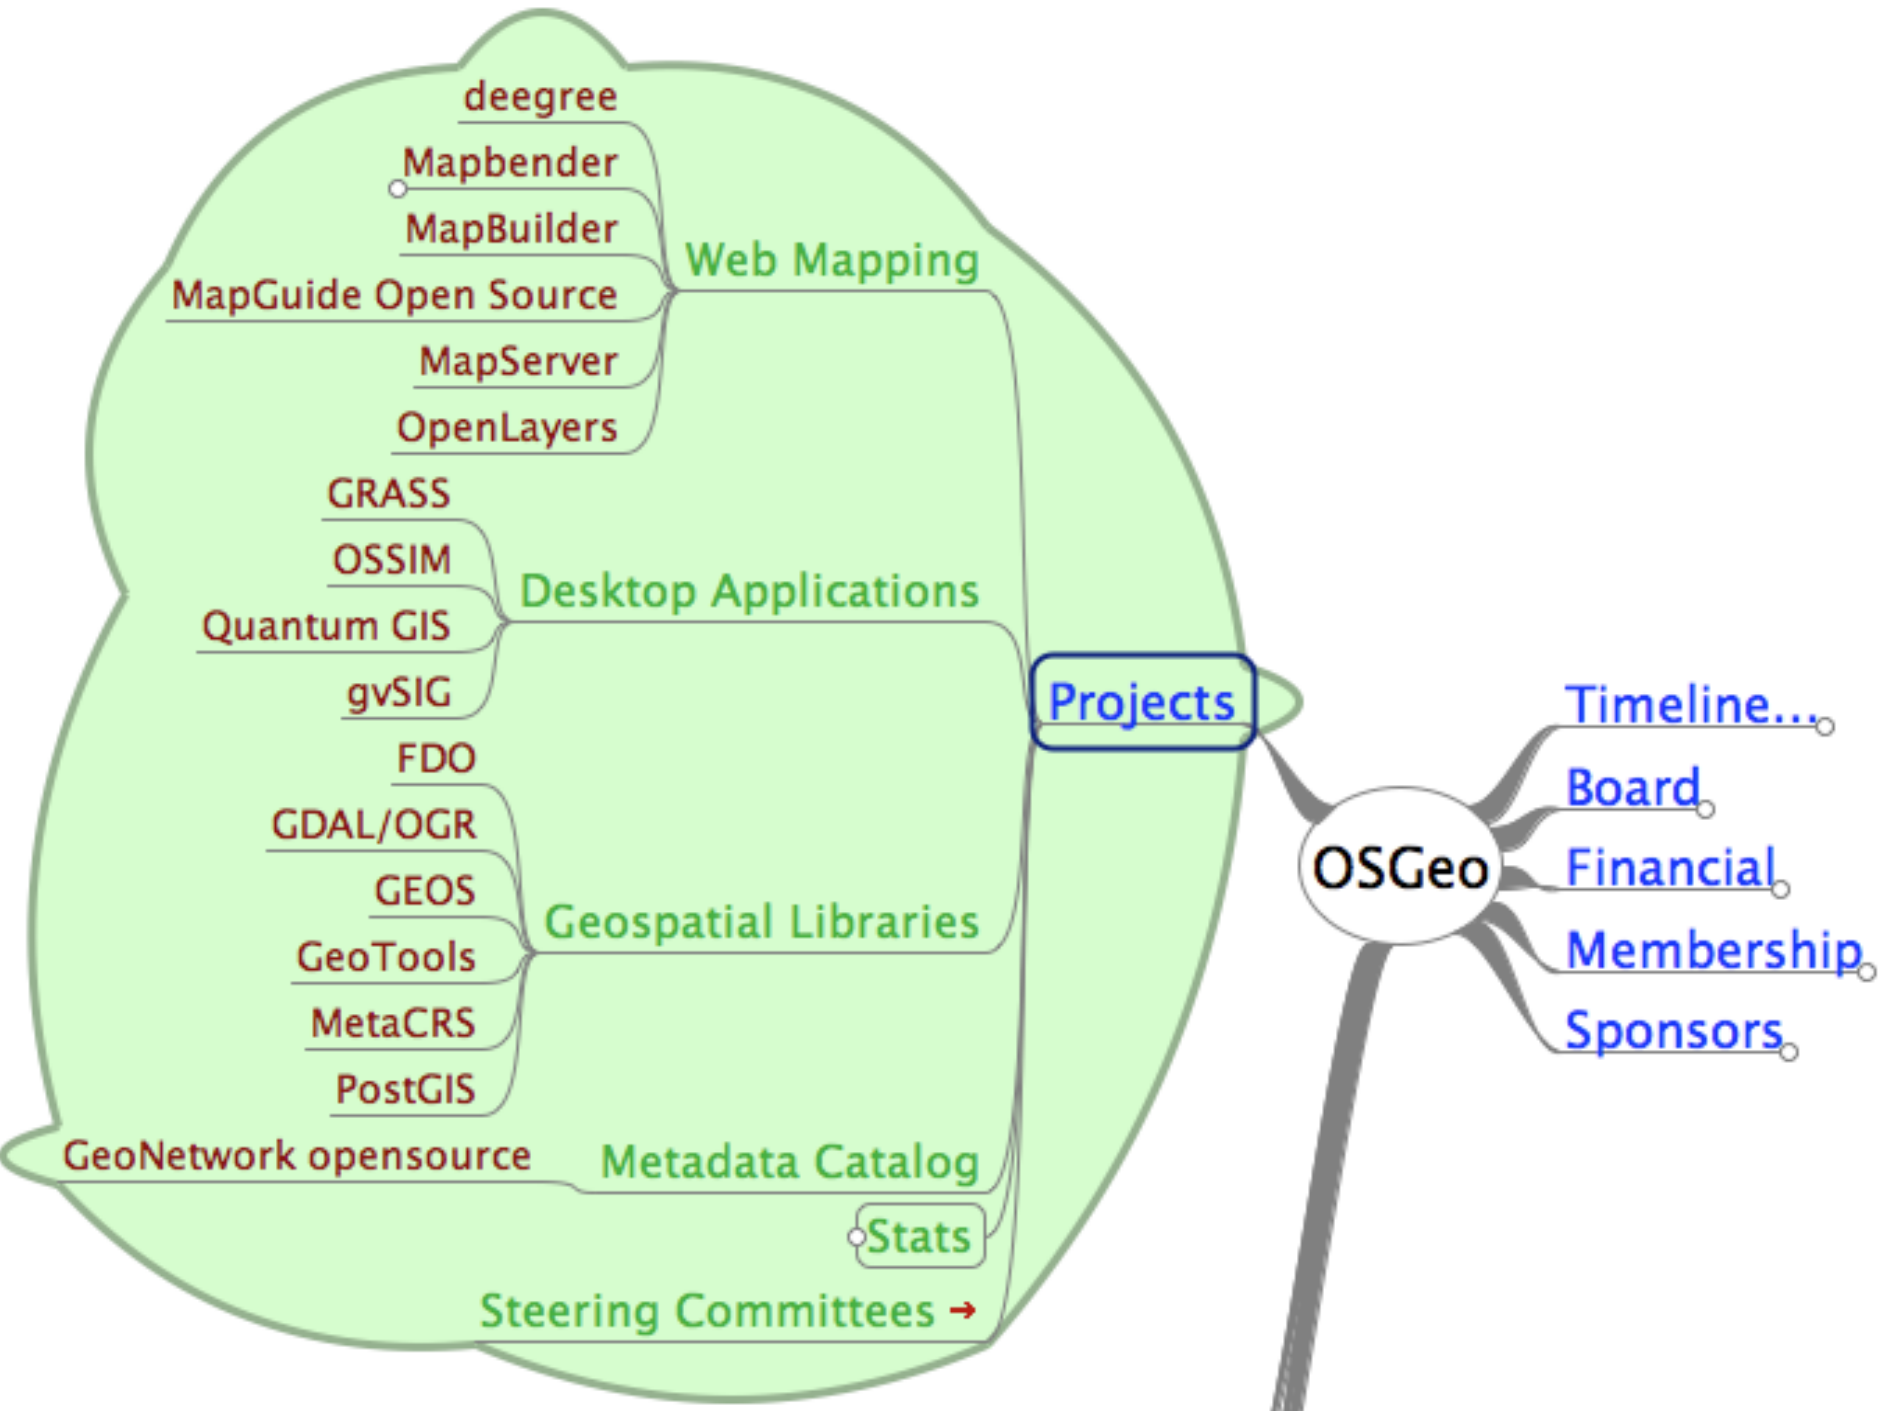 deegree
Mapbender
MapBuilder
MapGuide Open Source
MapServer
OpenLayers
Web Mapping
GRASS
OSSIM
Quantum GIS
gvSIG
Desktop Applications
FDO
GDAL/OGR
GEOS
GeoTools
MetaCRS
PostGIS
Geospatial Libraries
GeoNetwork opensource
Metadata Catalog
Stats
Steering Committees
Projects
OSGeo
Timeline...
Board
Financial
Membership
Sponsors